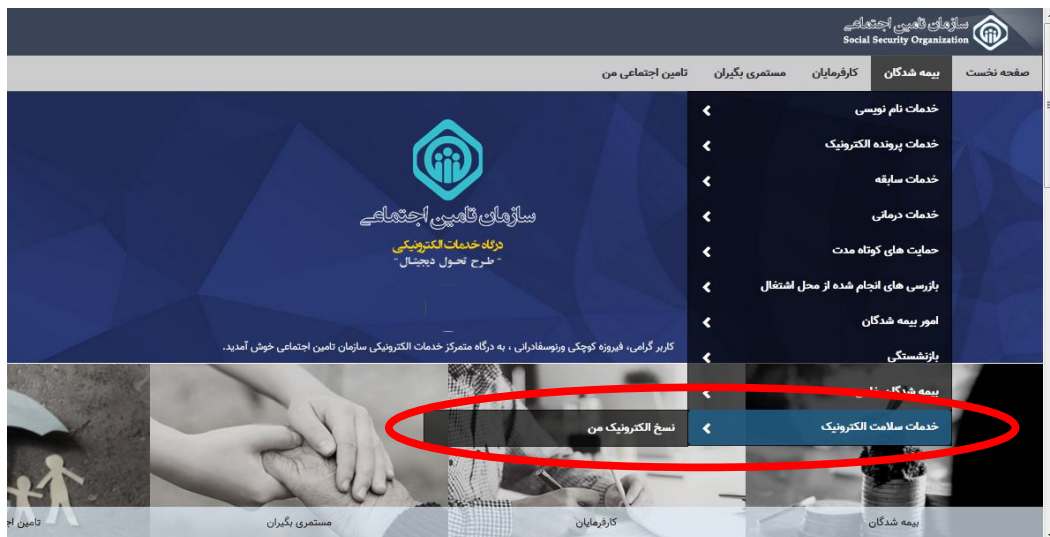 سازمان تامین اجتماعی
Social Security Organization
صفحه نخست
بیمه شدگان
کارفرمایان
مستمری بگیران
تامین اجتماعی من
خدمات نام نویسی
خدمات پرونده الکترونیک
خدمات سابقه
خدمات درمانی
حمایت های کوتاه مدت
بازرسی های انجام شده از محل اشتغال
امور بیمه شدگان
بازنشستگی
بیمه شدگان
خدمات سلامت الکترونیک
نسخ الکترونیک من
سازمان تامین اجتماعی
درگاه خدمات الکترونیکی
- طرح تحول دیجیتال -
کاربر گرامی، فیروزه کوچکی ورنوسفادرانی ، به درگاه متمرکز خدمات الکترونیکی سازمان تامین اجتماعی خوش آمدید.
بیمه شدگان
کارفرمایان
مستمری بگیران
تامین